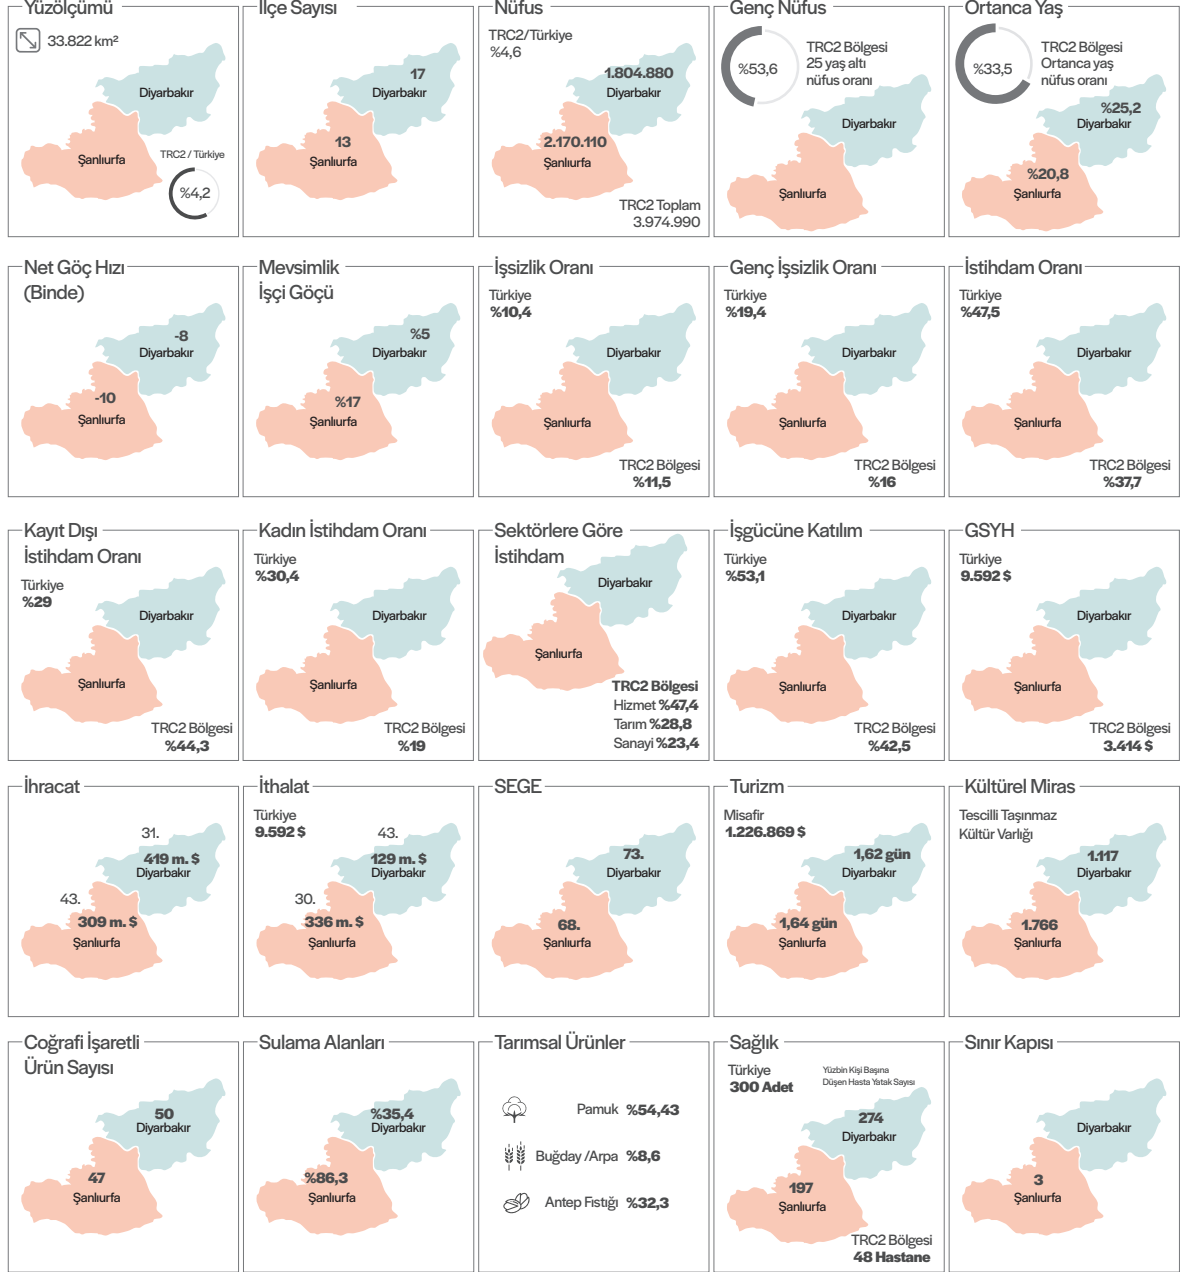 Yüzölçümü
33.822 km²
Diyarbakır
Şanlıurfa
TRC2 / Türkiye
%4,2
İlçe Sayısı
17
Diyarbakır
13
Şanlıurfa
Nüfus
TRC2/Türkiye
%4,6
1.804.880
Diyarbakır
2.170.110
Şanlıurfa
TRC2 Toplam
3.974.990
Genç Nüfus
%53,6
TRC2 Bölgesi
25 yaş altı
nüfus oranı
Diyarbakır
Şanlıurfa
Ortanca Yaş
%33,5
TRC2 Bölgesi
Ortanca yaş
nüfus oranı
%25,2
Diyarbakır
%20,8
Şanlıurfa
Net Göç Hızı
(Binde)
-8
Diyarbakır
-10
Şanlıurfa
Mevsimlik
İşçi Göçü
%5
Diyarbakır
%17
Şanlıurfa
İşsizlik Oranı
Türkiye
%10,4
Diyarbakır
Şanlıurfa
TRC2 Bölgesi
%11,5
Genç İşsizlik Oranı
Türkiye
%19,4
Diyarbakır
Şanlıurfa
TRC2 Bölgesi
%16
İstihdam Oranı
Türkiye
%47,5
Diyarbakır
Şanlıurfa
TRC2 Bölgesi
%37,7
Kayıt Dışı
İstihdam Oranı
Türkiye
%29
Diyarbakır
Şanlıurfa
TRC2 Bölgesi
%44,3
Kadın İstihdam Oranı
Türkiye
%30,4
Diyarbakır
Şanlıurfa
TRC2 Bölgesi
%19
Sektörlere Göre
İstihdam
Diyarbakır
Şanlıurfa
TRC2 Bölgesi
Hizmet %47,4
Tarım %28,8
Sanayi %23,4
İşgücüne Katılım
Türkiye
%53,1
Diyarbakır
Şanlıurfa
TRC2 Bölgesi
%42,5
GSYH
Türkiye
9.592 $
Diyarbakır
Şanlıurfa
TRC2 Bölgesi
3.414 $
İhracat
31.
419 m. $
Diyarbakır
43.
309 m. $
Şanlıurfa
İthalat
Türkiye
9.592 $
43.
129 m. $
Diyarbakır
30.
336 m. $
Şanlıurfa
SEGE
73.
Diyarbakır
68.
Şanlıurfa
Turizm
Misafir
1.226.869 $
1,62 gün
Diyarbakır
1,64 gün
Şanlıurfa
Kültürel Miras
Tescilli Taşınmaz
Kültür Varlığı
1.117
Diyarbakır
1.766
Şanlıurfa
Coğrafi İşaretli
Ürün Sayısı
50
Diyarbakır
47
Şanlıurfa
Sulama Alanları
%35,4
Diyarbakır
%86,3
Şanlıurfa
Tarımsal Ürünler
Pamuk %54,43
Buğday /Arpa %8,6
Antep Fistiği %32,3
Sağlık
Türkiye
300 Adet
Yüzbin Kişi Başına
Düşen Hasta Yatak Sayısı
274
Diyarbakır
197
Şanlıurfa
TRC2 Bölgesi
48 Hastane
Sınır Kapısı
Diyarbakır
3
Şanlıurfa